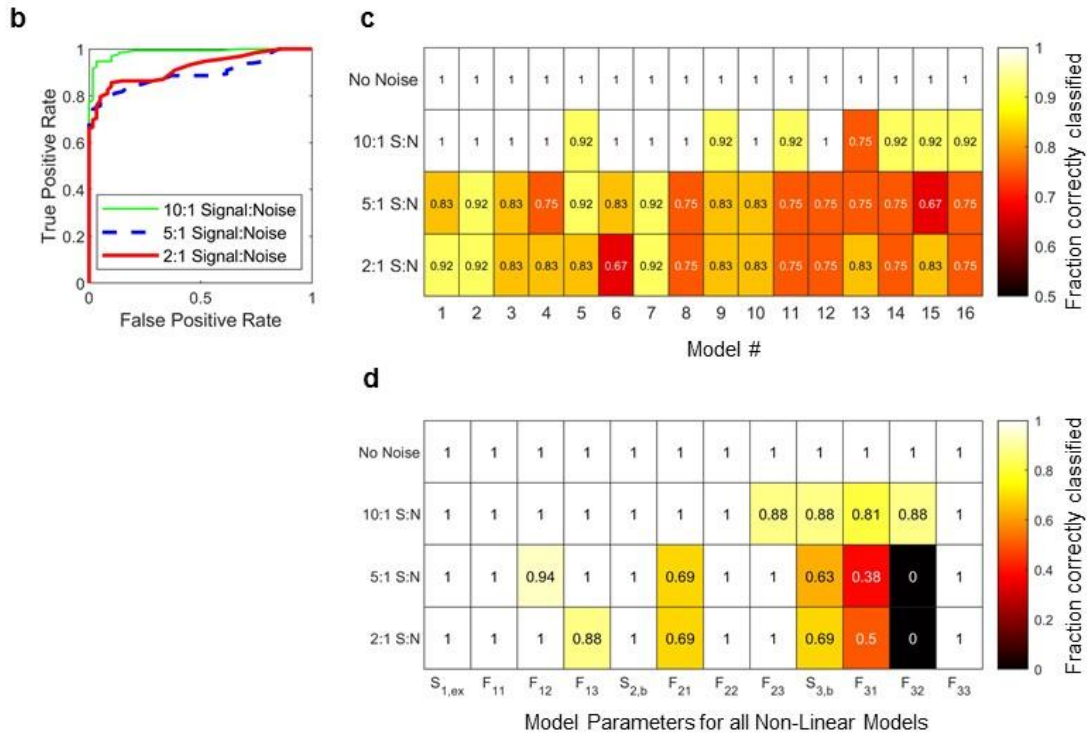 b
True Positive Rate
1
0.8
0.6
0.4
0.2
0
10:1 Signal:Noise
5:1 Signal:Noise
2:1 Signal:Noise
0 0.5 1
False Positive Rate
c
No Noise 1 1 1 1 1 1 1 1 1 1 1 1 1 1 1 1
10:1 S:N 1 1 1 1 0.92 1 1 1 0.92 1 0.92 1 0.75 0.92 0.92 0.92
5:1 S:N 0.83 0.92 0.83 0.75 0.92 0.83 0.92 0.75 0.83 0.83 0.75 0.75 0.75 0.75 0.67 0.75
2:1 S:N 0.92 0.92 0.83 0.83 0.83 0.67 0.92 0.75 0.83 0.83 0.75 0.75 0.83 0.75 0.83 0.75
1 2 3 4 5 6 7 8 9 10 11 12 13 14 15 16
Model #
1
0.9
0.8
0.7
0.6
0.5
Fraction correctly classified
d
No Noise 1 1 1 1 1 1 1 1 1 1 1 1
10:1 S:N 1 1 1 1 1 1 1 0.88 0.88 0.81 0.88 1
5:1 S:N 1 1 0.94 1 1 0.69 1 1 0.63 0.38 0 1
2:1 S:N 1 1 1 0.88 1 0.69 1 1 0.69 0.5 0 1
S1,ex F11 F12 F13 S2,b F21 F22 F23 S3,b F31 F32 F33
Model Parameters for all Non-Linear Models
1
0.8
0.6
0.4
0.2
0
Fraction correctly classified